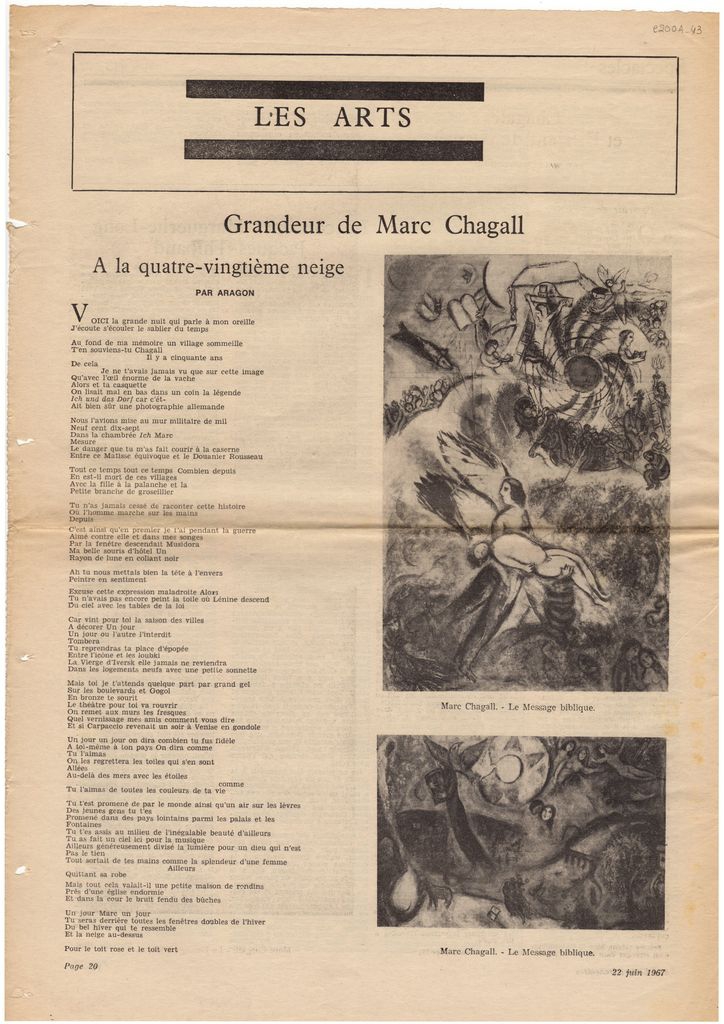 e200A-43
LES ARTS
Grandeur de Marc Chagall
A la quatre-vingtième neige
PAR ARAGON
VOICI la grande nuit qui parle à mon oreille
J'écoute s'écouler le sablier du temps
Au fond de ma mémoire un village sommeille
T'en souviens-tu Chagall
Il y a cinquante ans
De cela
Je ne t'avais jamais vu que sur cette image
Qu'avec l'œil énorme de la vache
Alors et ta casquette
On lisait mal en bas dans un coin la légende
Ich und das Dorf car c'ét-
Ait bien sûr une photographie allemande
Nous l'avions mise au mur militaire de mil
Neuf cent dix-sept
Dans la chambrée Ich Marc
Mesure
Le danger que tu m'as fait courir à la caserne
Entre ce Matisse équivoque et le Douanier Rousseau
Tout ce temps tout ce temps Combien depuis
En est-il mort de ces villages
Avec la fille à la palanche et la
Petite branche de groseillier
Tu n'as jamais cessé de raconter cette histoire
Où l'homme marche sur les mains
Depuis
C'est ainsi qu'en premier je t'ai pendant la guerre
Aimé contre elle et dans mes songes
Par la fenêtre descendait Musidora
Ma belle souris d'hôtel Un
Rayon de lune en collant noir
Ah tu nous mettais bien la tête à l'envers
Peintre en sentiment
Excuse cette expression maladroite Alors
Tu n'avais pas encore peint la toile où Lénine descend
Du ciel avec les tables de la loi
Car vint pour toi la saison des villes
A décorer Un jour
Un jour ou l'autre l'interdit
Tombera
Tu reprendras ta place d'épopée
Entre l'icône et les loubki
La Vierge d'Iversk elle jamais ne reviendra
Dans les logements neufs avec une petite sonnette
Mais toi je t'attends quelque part par grand gel
Sur les boulevards et Gogol
En bronze te sourit
Le théâtre pour toi va rouvrir
On remet aux murs tes fresques
Quel vernissage mes amis comment vous dire
Et si Carpaccio revenait un soir à Venise en gondole
Un jour un jour on dira combien tu fus fidèle
A toi-même à ton pays On dira comme
Tu l'aimas
On les regrettera les toiles qui s'en sont
Allées
Au-delà des mers avec les étoiles
comme
Tu l'aimas de toutes les couleurs de ta vie
Tu t'est promené de par le monde ainsi qu'un air sur les lèvres
Des jeunes gens tu t'es
Promené dans des pays lointains parmi les palais et les
Fontaines
Tu t'es assis au milieu de l'inégalable beauté d'ailleurs
Tu as fait un ciel ici pour la musique
Ailleurs généreusement divisé la lumière pour un dieu qui n'est
Pas le tien
Tout sortait de tes mains comme la splendeur d'une femme
Ailleurs
Quittant sa robe
Mais tout cela valait-il une petite maison de rondins
Près d'une église endormie
Et dans la cour le bruit fendu des bûches
Un jour Marc un jour
Tu seras derrière toutes les fenêtres doubles de l'hiver
Du bel hiver qui te ressemble
Et la neige au-dessus
Pour le toit rose et le toit vert
Marc Chagall. - Le Message biblique.
Marc Chagall. - Le Message biblique.
Page 20
22 juin 1967